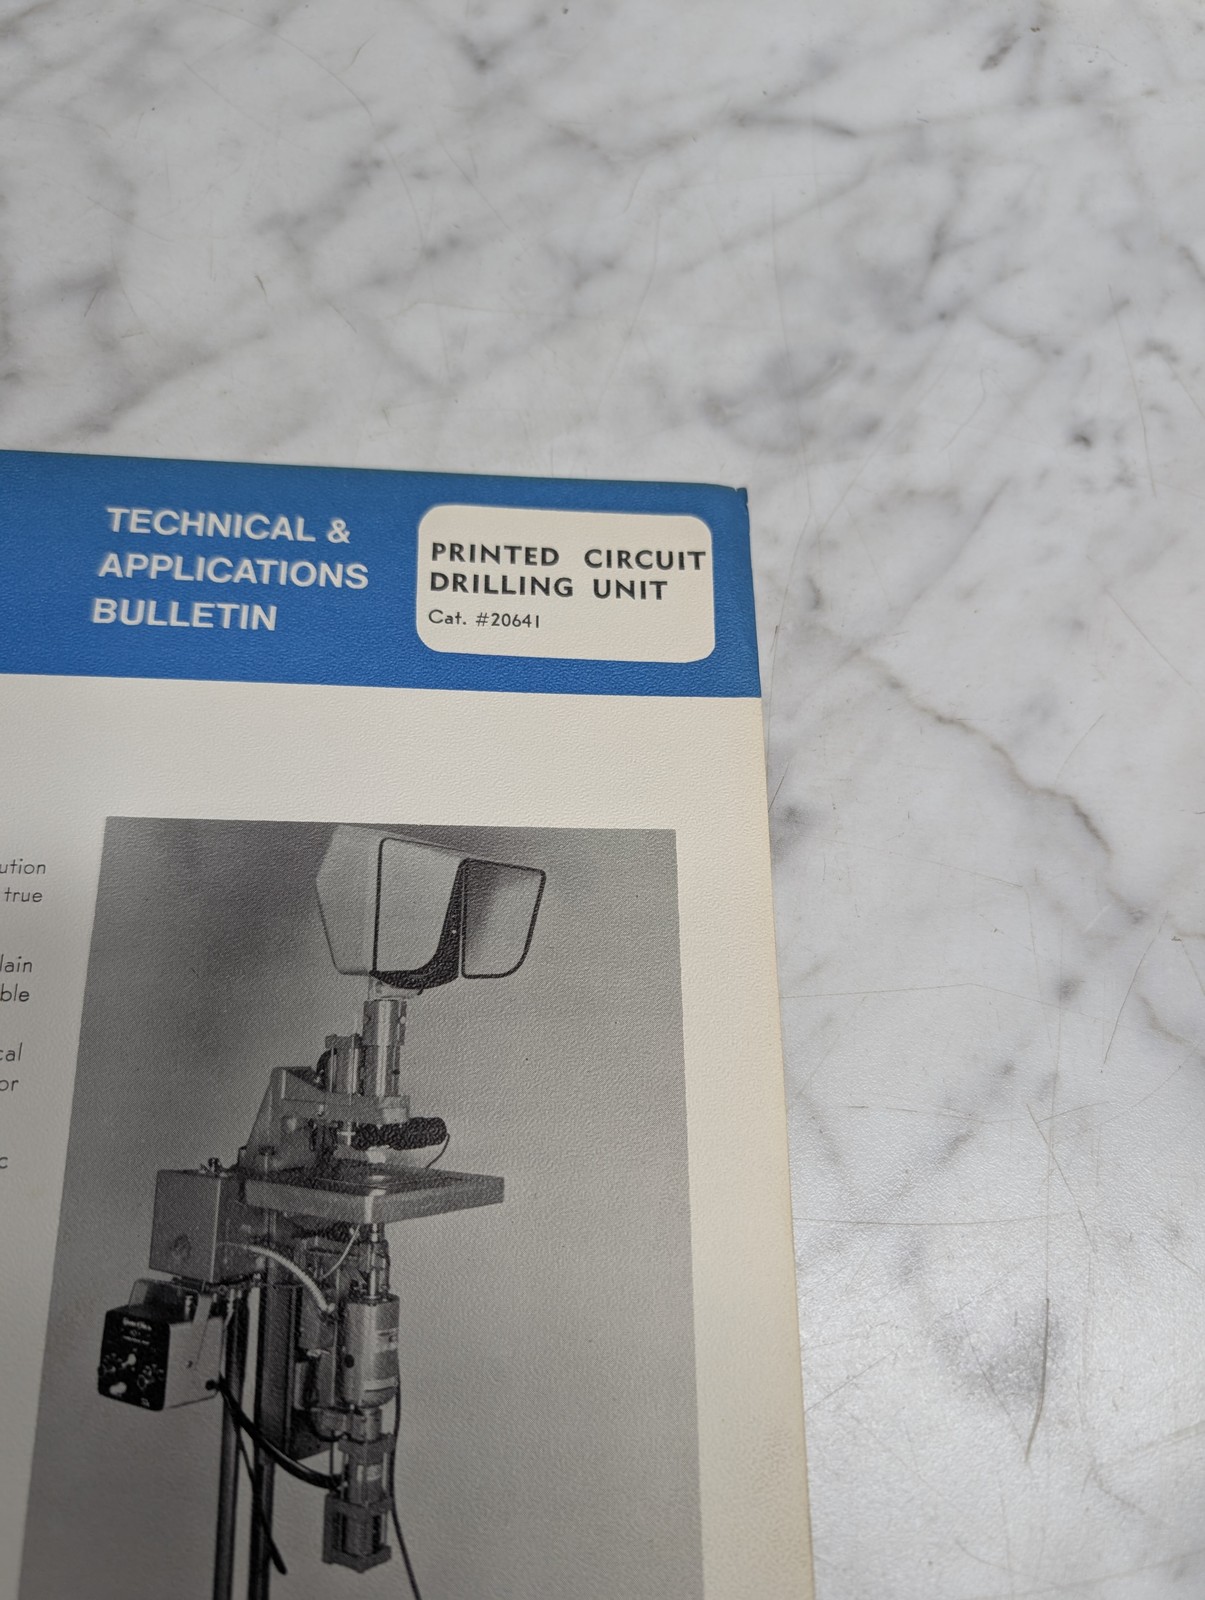 TECHNICAL &
APPLICATIONS
BULLETIN
PRINTED CIRCUIT
DRILLING UNIT
Cat. #20641
ution
true
lain
ble
cal
or
c